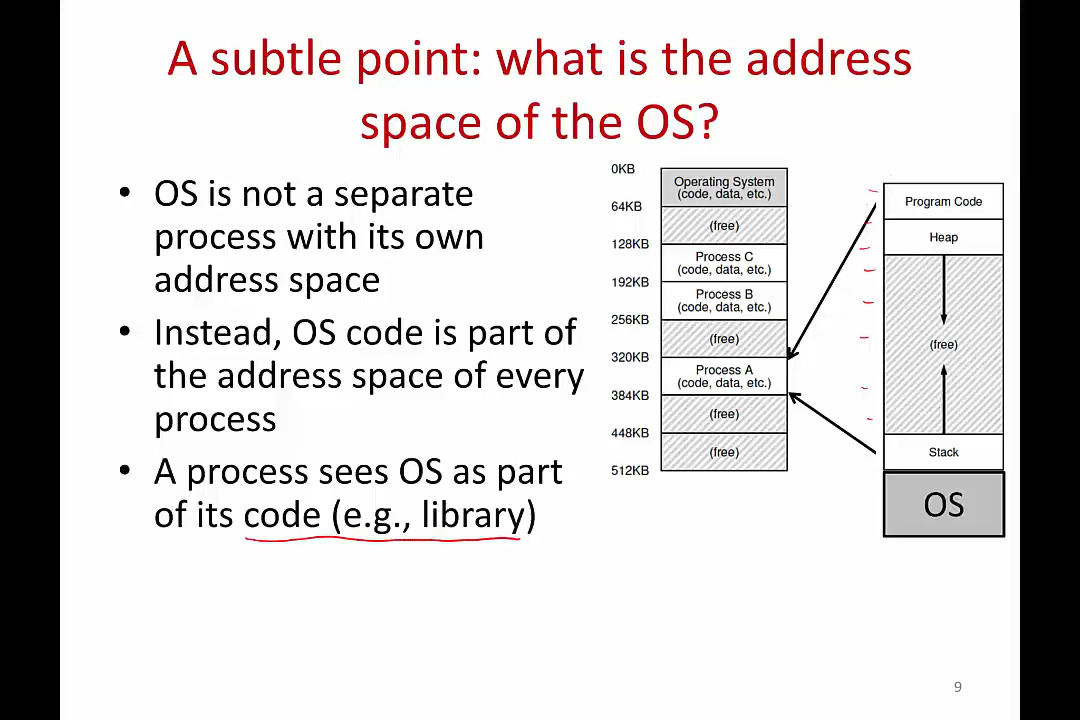 A subtle point: what is the address
space of the OS?
• OS is not a separate
process with its own
address space
• Instead, OS code is part of
the address space of every
process
• A process sees OS as part
of its code (e.g., library)
0KB
Operating System
(code, data, etc.)
64KB
(free)
128KB
Process C
(code, data, etc.)
192KB
Process B
(code, data, etc.)
256KB
(free)
320KB
Process A
(code, data, etc.)
384KB
(free)
448KB
(free)
512KB
Program Code
Heap
(free)
Stack
OS
9